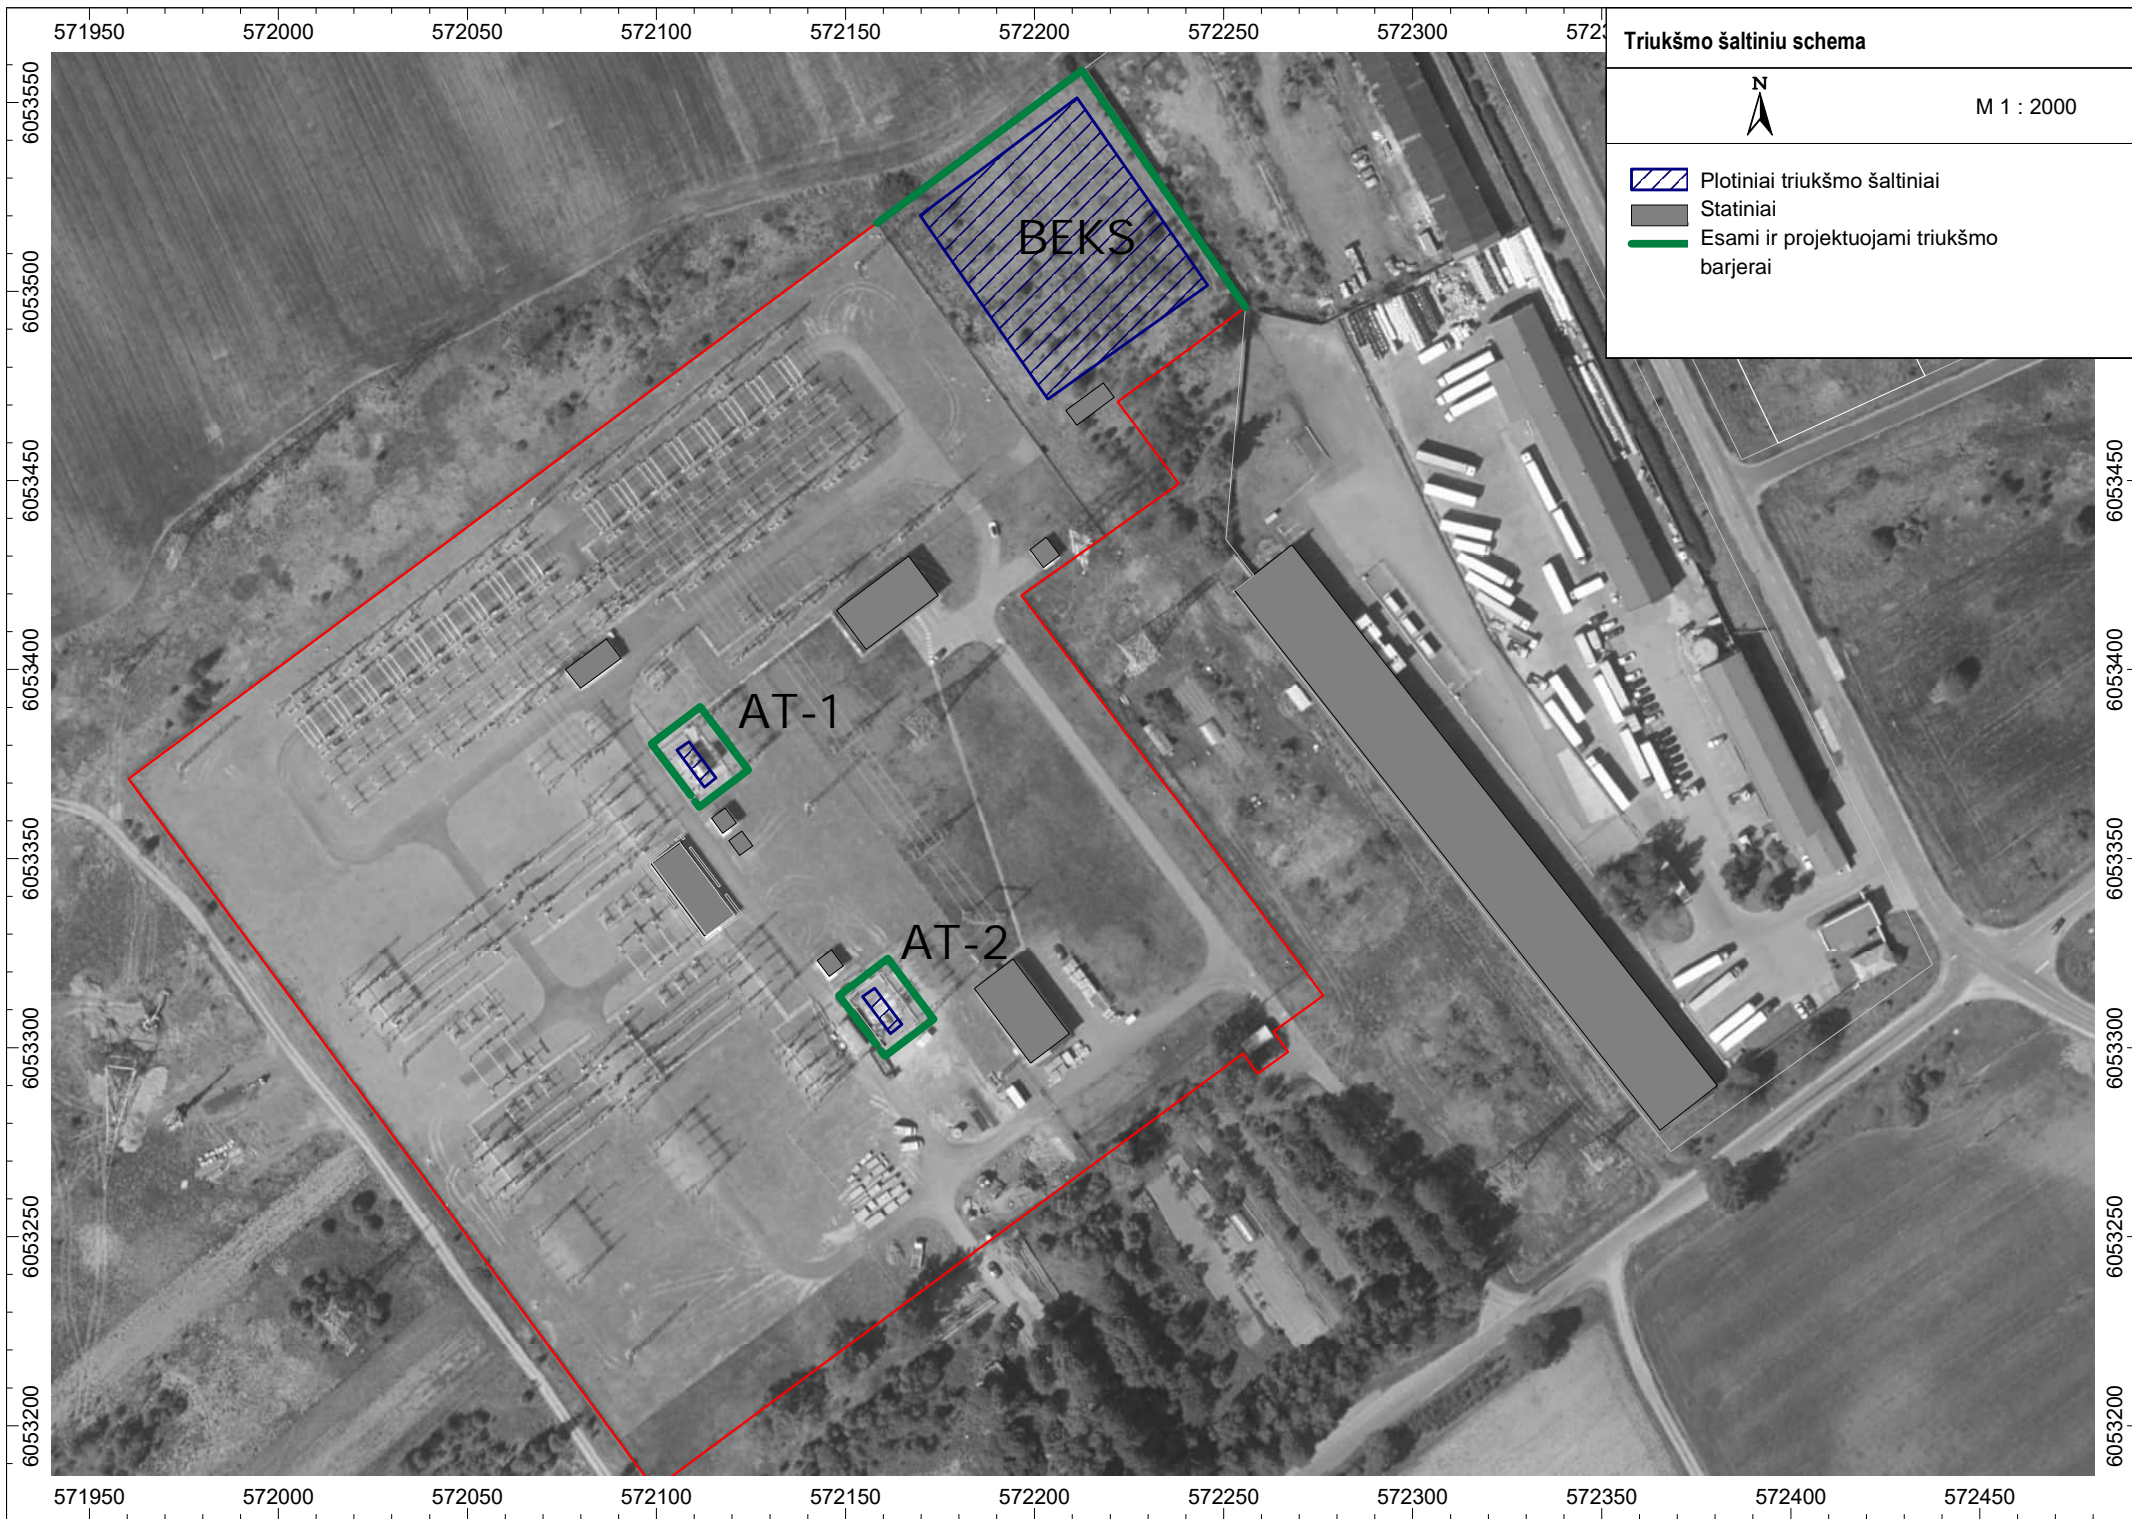 571950 572000 572050 572100 572150 572200 572250 572300
Triukšmo šaltiniu schema
N
M 1 : 2000
Plotiniai triukšmo šaltiniai
Statiniai
Esami ir projektuojami triukšmo
barjerai
6053550
6053500
6053450
6053400
6053350
6053300
6053250
6053200
BEKS
AT-1
AT-2
6053450
6053400
6053350
6053300
6053250
6053200
571950 572000 572050 572100 572150 572200 572250 572300 572350 572400 572450